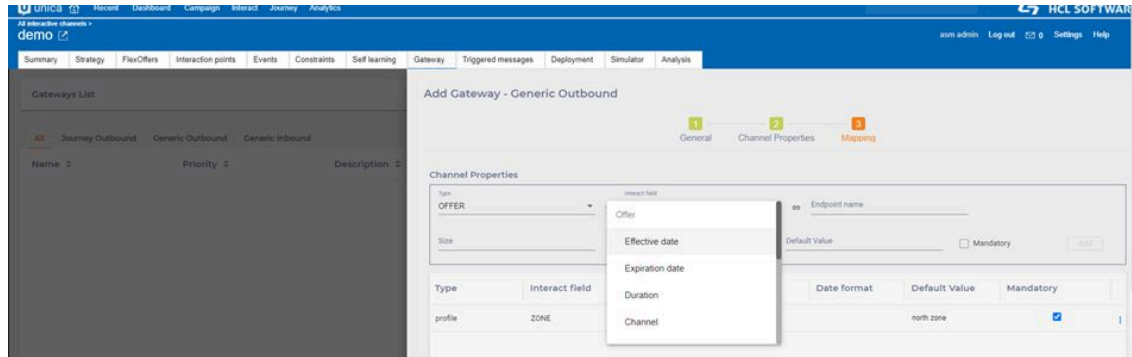 unica Recent Dashboard Campaign Interact Journey Analytics HCL SOFTWAR
All interactive channels >
demo asm admin Log out 0 Settings Help
Summary Strategy FlexOffers Interaction points Events Constraints Self learning Gateway Triggered messages Deployment Simulator Analysis
Gateways List
Add Gateway - Generic Outbound
1 2 3
General Channel Properties Mapping
All Journey Outbound Generic Outbound Generic Inbound
Name Priority Description
Channel Properties
Type Interact field
OFFER Endpoint name
Offer
Size Effective date Default Value Mandatory Add
Expiration date
Type Interact field Date format Default Value Mandatory
Duration
profile ZONE Channel north zone